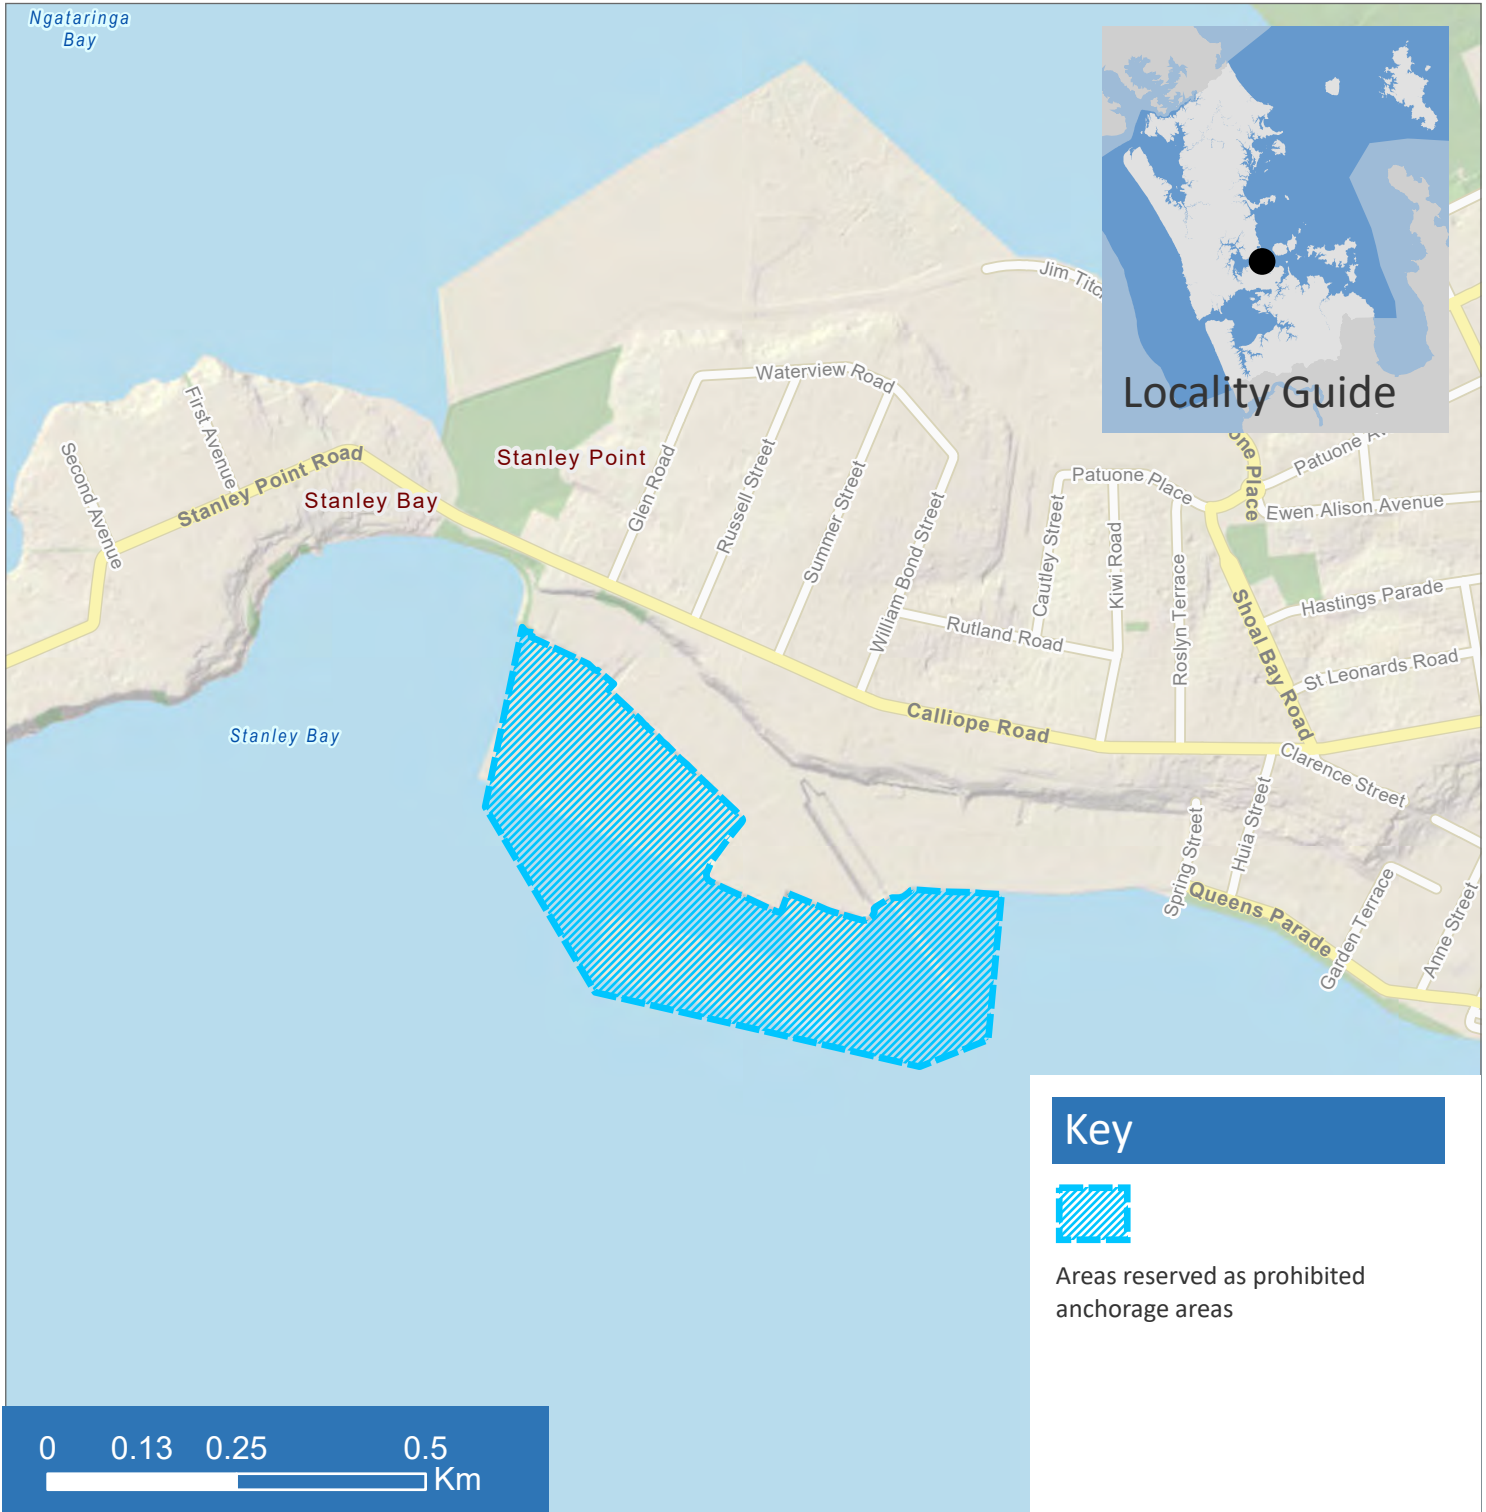 Ngataringa
Bay
Jim Titc
Locality Guide
Waterview Road
First Avenue
Second Avenue
Stanley Point Road
Stanley Point
Stanley Bay
Glen Road
Russell Street
Summer Street
William Bond Street
Cautley Street
Patuone Place
Kiwi Road
Roslyn Terrace
one Place
Patuone Av
Ewen Alison Avenue
Hastings Parade
Rutland Road
Shoal Bay Road
St Leonards Road
Stanley Bay
Calliope Road
Clarence Street
Huia Street
Spring Street
Queens Parade
Garden Terrace
Anne Street
Key
Areas reserved as prohibited
anchorage areas
0 0.13 0.25 0.5
Km